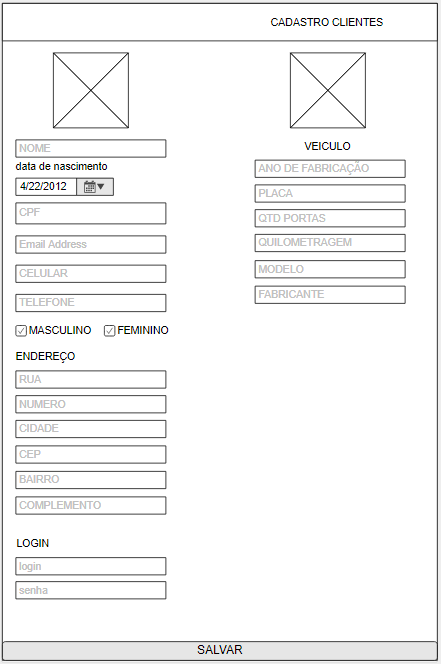 CADASTRO CLIENTES
NOME
data de nascimento
4/22/2012
CPF
Email Address
CELULAR
TELEFONE
MASCULINO FEMININO
ENDEREÇO
RUA
NUMERO
CIDADE
CEP
BAIRRO
COMPLEMENTO
LOGIN
login
senha
VEICULO
ANO DE FABRICAÇÃO
PLACA
QTD PORTAS
QUILOMETRAGEM
MODELO
FABRICANTE
SALVAR